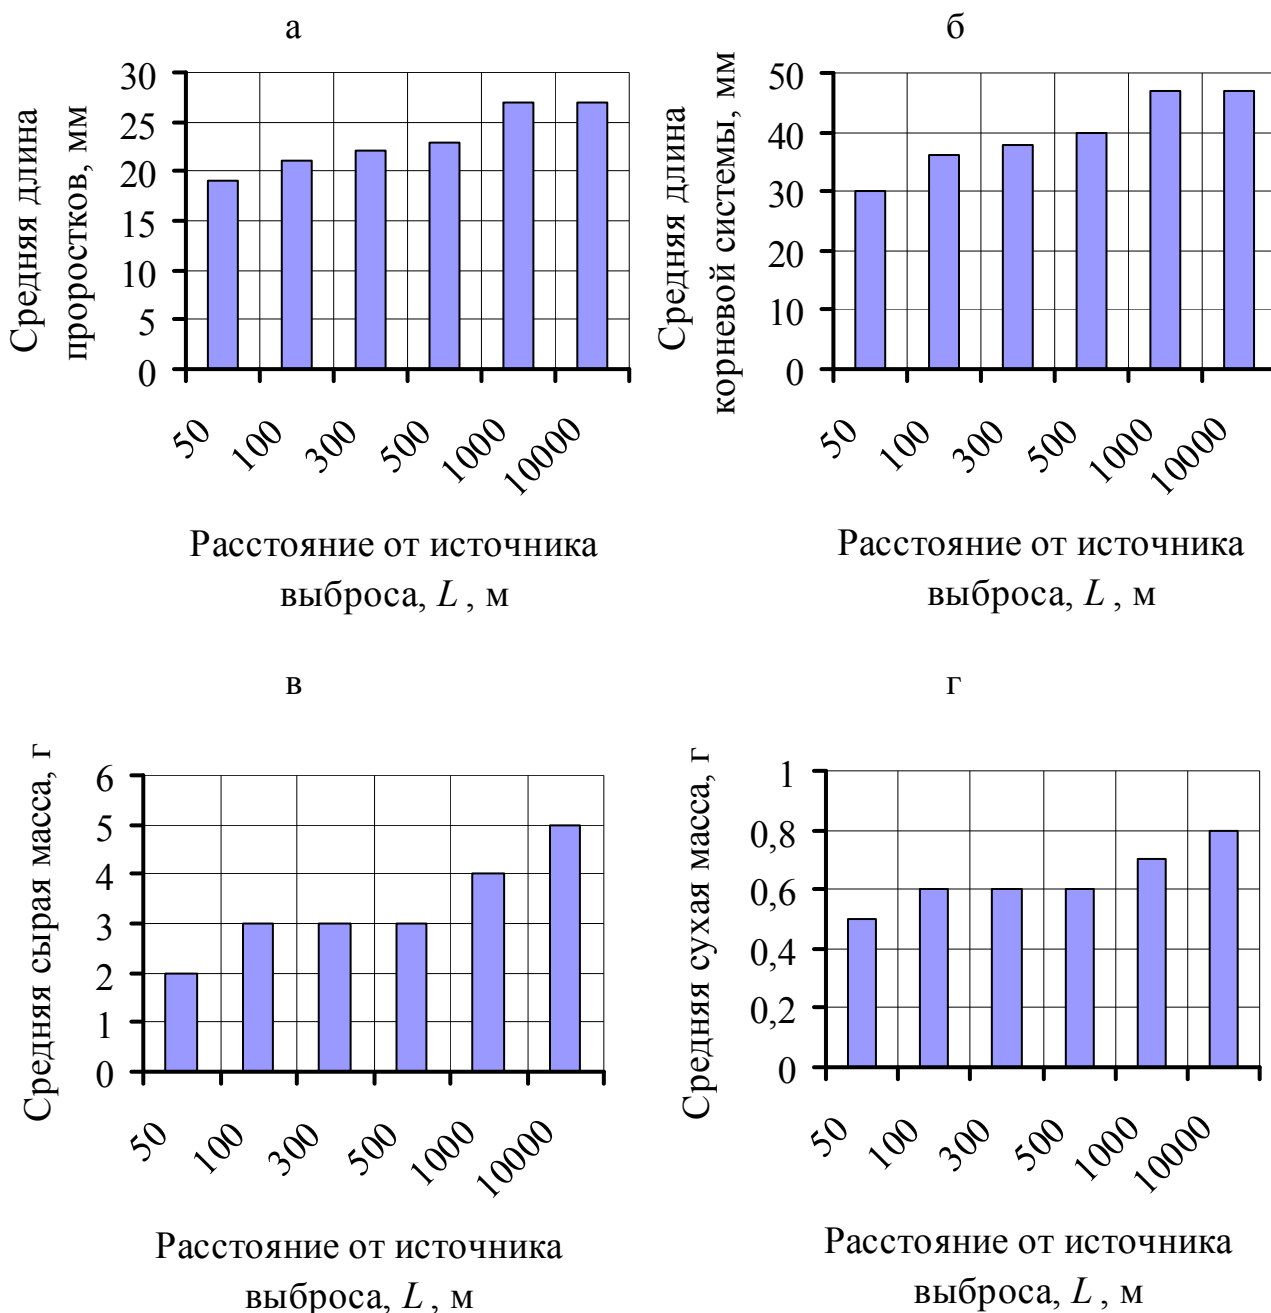 а
Средняя длина
проростков, мм
30
25
20
15
10
5
0
50
100
300
500
1000
10000
Расстояние от источника
выброса, L , м
б
Средняя длина
корневой системы, мм
50
40
30
20
10
0
50
100
300
500
1000
10000
Расстояние от источника
выброса, L , м
в
Средняя сырая масса, г
6
5
4
3
2
1
0
50
100
300
500
1000
10000
Расстояние от источника
выброса, L , м
г
Средняя сухая масса, г
1
0,8
0,6
0,4
0,2
0
50
100
300
500
1000
10000
Расстояние от источника
выброса, L , м